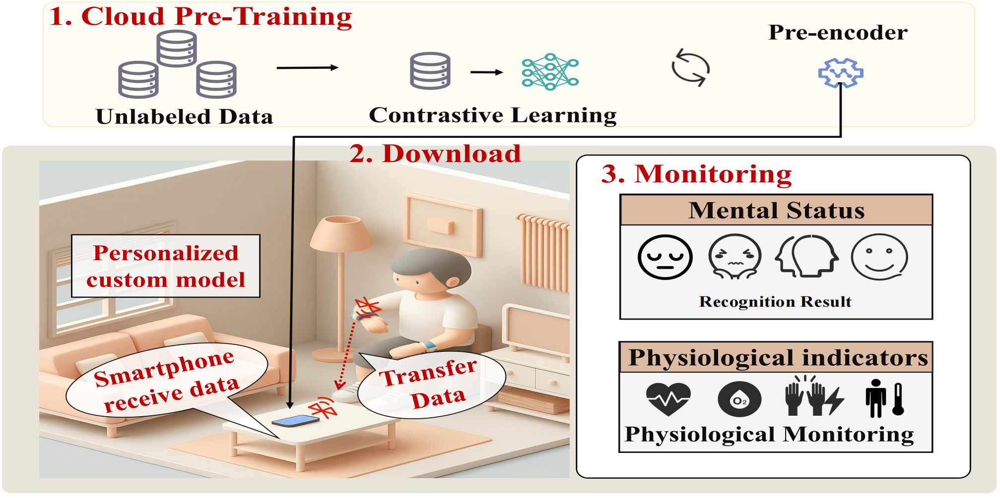 1. Cloud Pre-Training
Pre-encoder
Unlabeled Data
Contrastive Learning
2. Download
Personalized
custom model
Smartphone
receive data
Transfer
Data
3. Monitoring
Mental Status
Recognition Result
Physiological indicators
O2
Physiological Monitoring